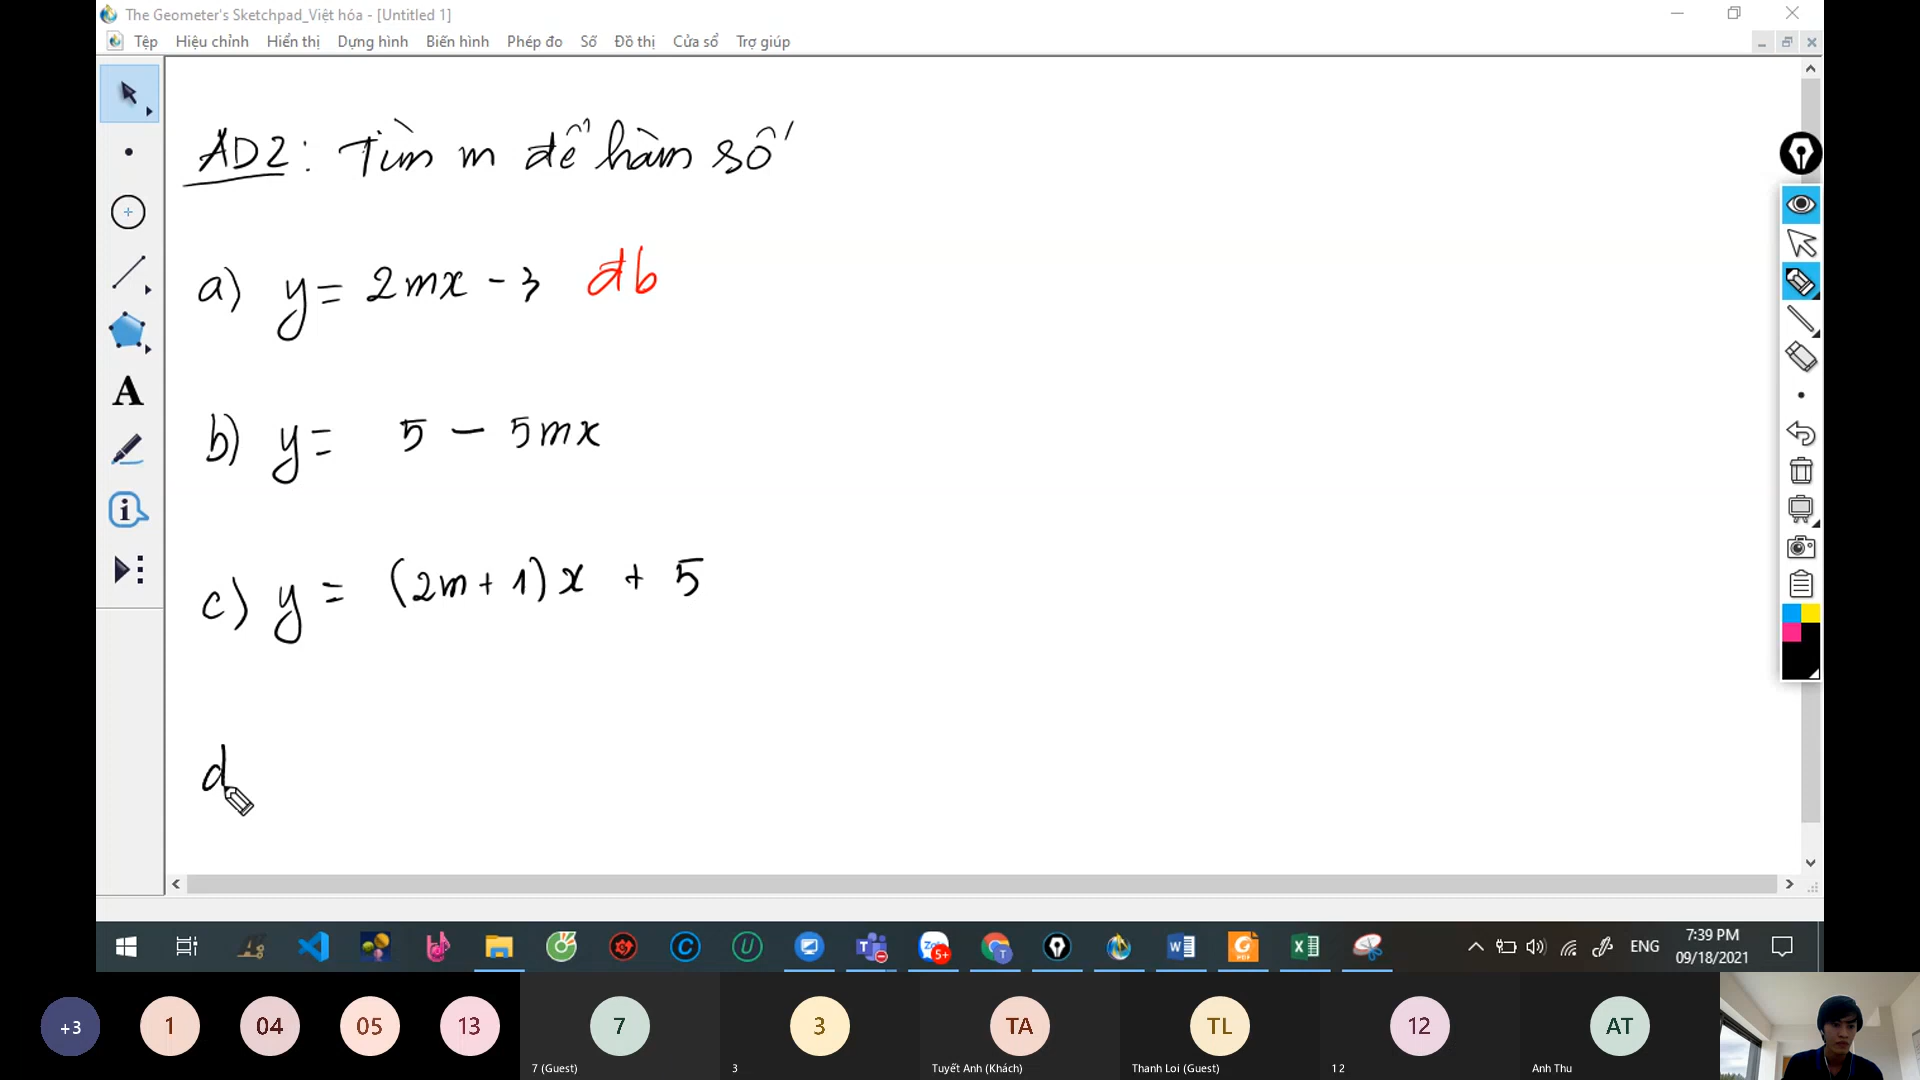 The Geometer's Sketchpad_Việt hóa - [Untitled 1]
Tệp Hiệu chỉnh Hiển thị Dựng hình Biến hình Phép đo Số Đồ thị Cửa sổ Trợ giúp
AD2: Tìm m để hàm số
a) y = 2mx - 3 đb
b) y = 5 - 5mx
c) y = (2m + 1)x + 5
d
A
ENG
7:39 PM
09/18/2021
+3 1 04 05 13 7 3 TA TL 12 AT
7 (Guest) 3 Tuyết Anh (Khách) Thanh Loi (Guest) 1 2 Anh Thu